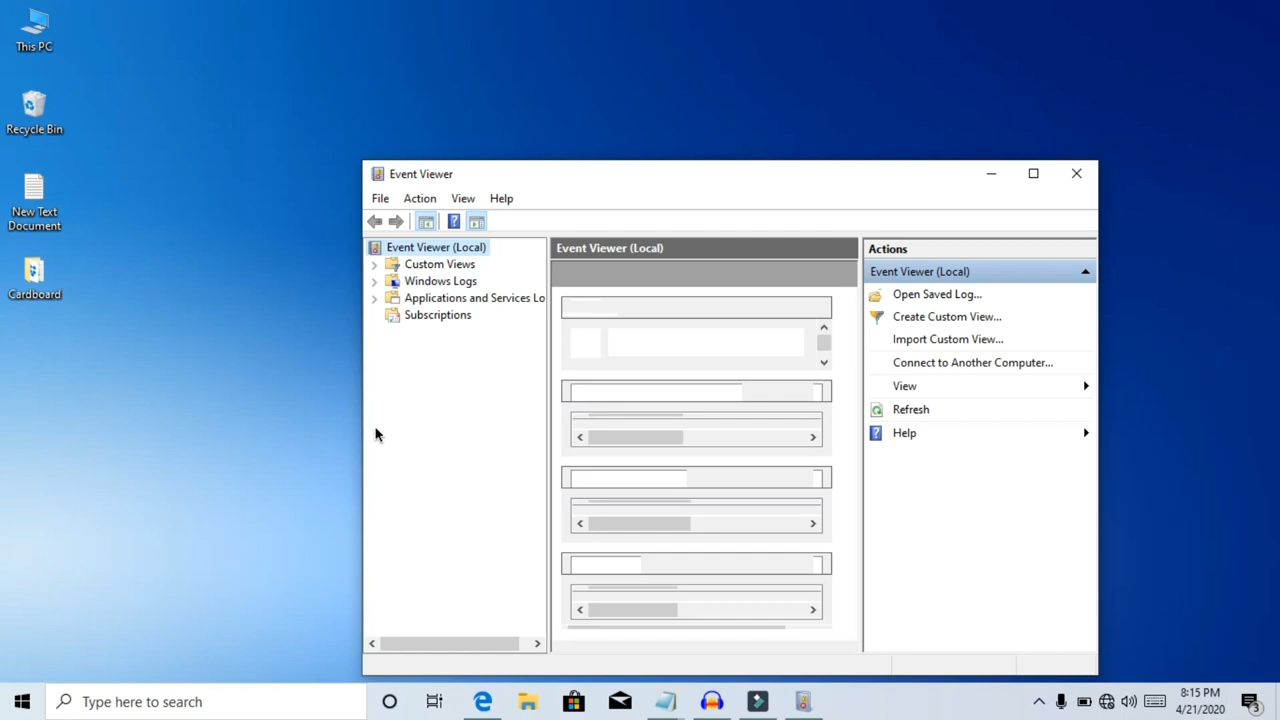 This PC
Recycle Bin
New Text
Document
Cardboard
Event Viewer
File Action View Help
Event Viewer (Local)
Custom Views
Windows Logs
Applications and Services Lo
Subscriptions
Event Viewer (Local)
Actions
Event Viewer (Local)
Open Saved Log...
Create Custom View...
Import Custom View...
Connect to Another Computer...
View
Refresh
Help
Type here to search
8:15 PM
4/21/2020
3